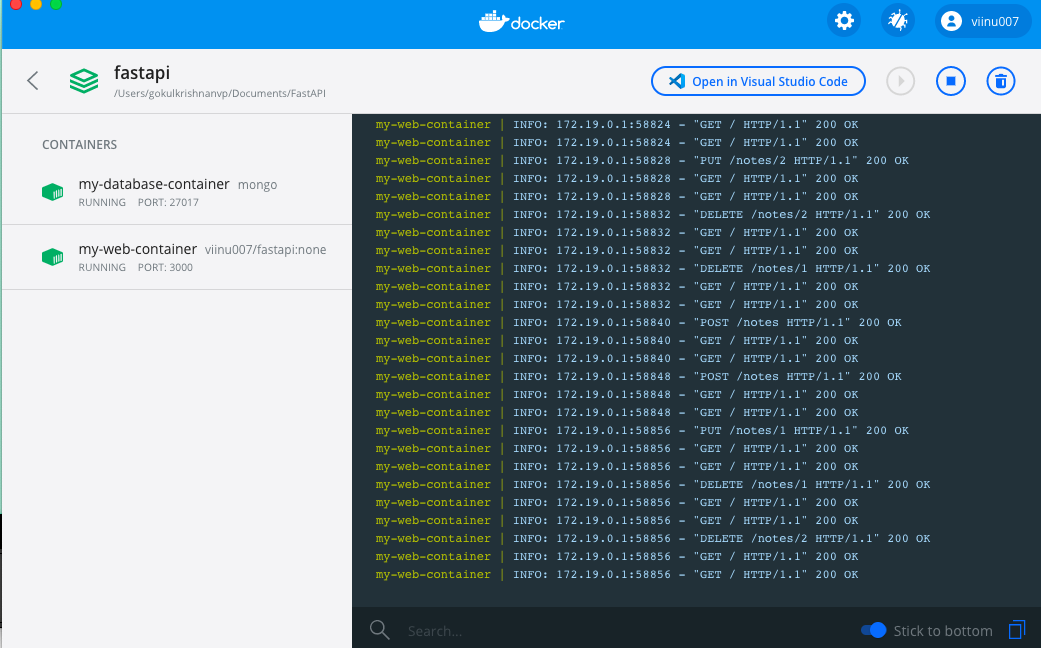 docker
viinu007
fastapi
/Users/gokulkrishnanvp/Documents/FastAPI
Open in Visual Studio Code
CONTAINERS
my-database-container mongo
RUNNING PORT: 27017
my-web-container viinu007/fastapi:none
RUNNING PORT: 3000
my-web-container | INFO: 172.19.0.1:58824 - "GET / HTTP/1.1" 200 OK
my-web-container | INFO: 172.19.0.1:58824 - "GET / HTTP/1.1" 200 OK
my-web-container | INFO: 172.19.0.1:58828 - "PUT /notes/2 HTTP/1.1" 200 OK
my-web-container | INFO: 172.19.0.1:58828 - "GET / HTTP/1.1" 200 OK
my-web-container | INFO: 172.19.0.1:58828 - "GET / HTTP/1.1" 200 OK
my-web-container | INFO: 172.19.0.1:58832 - "DELETE /notes/2 HTTP/1.1" 200 OK
my-web-container | INFO: 172.19.0.1:58832 - "GET / HTTP/1.1" 200 OK
my-web-container | INFO: 172.19.0.1:58832 - "GET / HTTP/1.1" 200 OK
my-web-container | INFO: 172.19.0.1:58832 - "DELETE /notes/1 HTTP/1.1" 200 OK
my-web-container | INFO: 172.19.0.1:58832 - "GET / HTTP/1.1" 200 OK
my-web-container | INFO: 172.19.0.1:58832 - "GET / HTTP/1.1" 200 OK
my-web-container | INFO: 172.19.0.1:58840 - "POST /notes HTTP/1.1" 200 OK
my-web-container | INFO: 172.19.0.1:58840 - "GET / HTTP/1.1" 200 OK
my-web-container | INFO: 172.19.0.1:58840 - "GET / HTTP/1.1" 200 OK
my-web-container | INFO: 172.19.0.1:58848 - "POST /notes HTTP/1.1" 200 OK
my-web-container | INFO: 172.19.0.1:58848 - "GET / HTTP/1.1" 200 OK
my-web-container | INFO: 172.19.0.1:58848 - "GET / HTTP/1.1" 200 OK
my-web-container | INFO: 172.19.0.1:58856 - "PUT /notes/1 HTTP/1.1" 200 OK
my-web-container | INFO: 172.19.0.1:58856 - "GET / HTTP/1.1" 200 OK
my-web-container | INFO: 172.19.0.1:58856 - "GET / HTTP/1.1" 200 OK
my-web-container | INFO: 172.19.0.1:58856 - "DELETE /notes/1 HTTP/1.1" 200 OK
my-web-container | INFO: 172.19.0.1:58856 - "GET / HTTP/1.1" 200 OK
my-web-container | INFO: 172.19.0.1:58856 - "GET / HTTP/1.1" 200 OK
my-web-container | INFO: 172.19.0.1:58856 - "DELETE /notes/2 HTTP/1.1" 200 OK
my-web-container | INFO: 172.19.0.1:58856 - "GET / HTTP/1.1" 200 OK
my-web-container | INFO: 172.19.0.1:58856 - "GET / HTTP/1.1" 200 OK
Search...
Stick to bottom